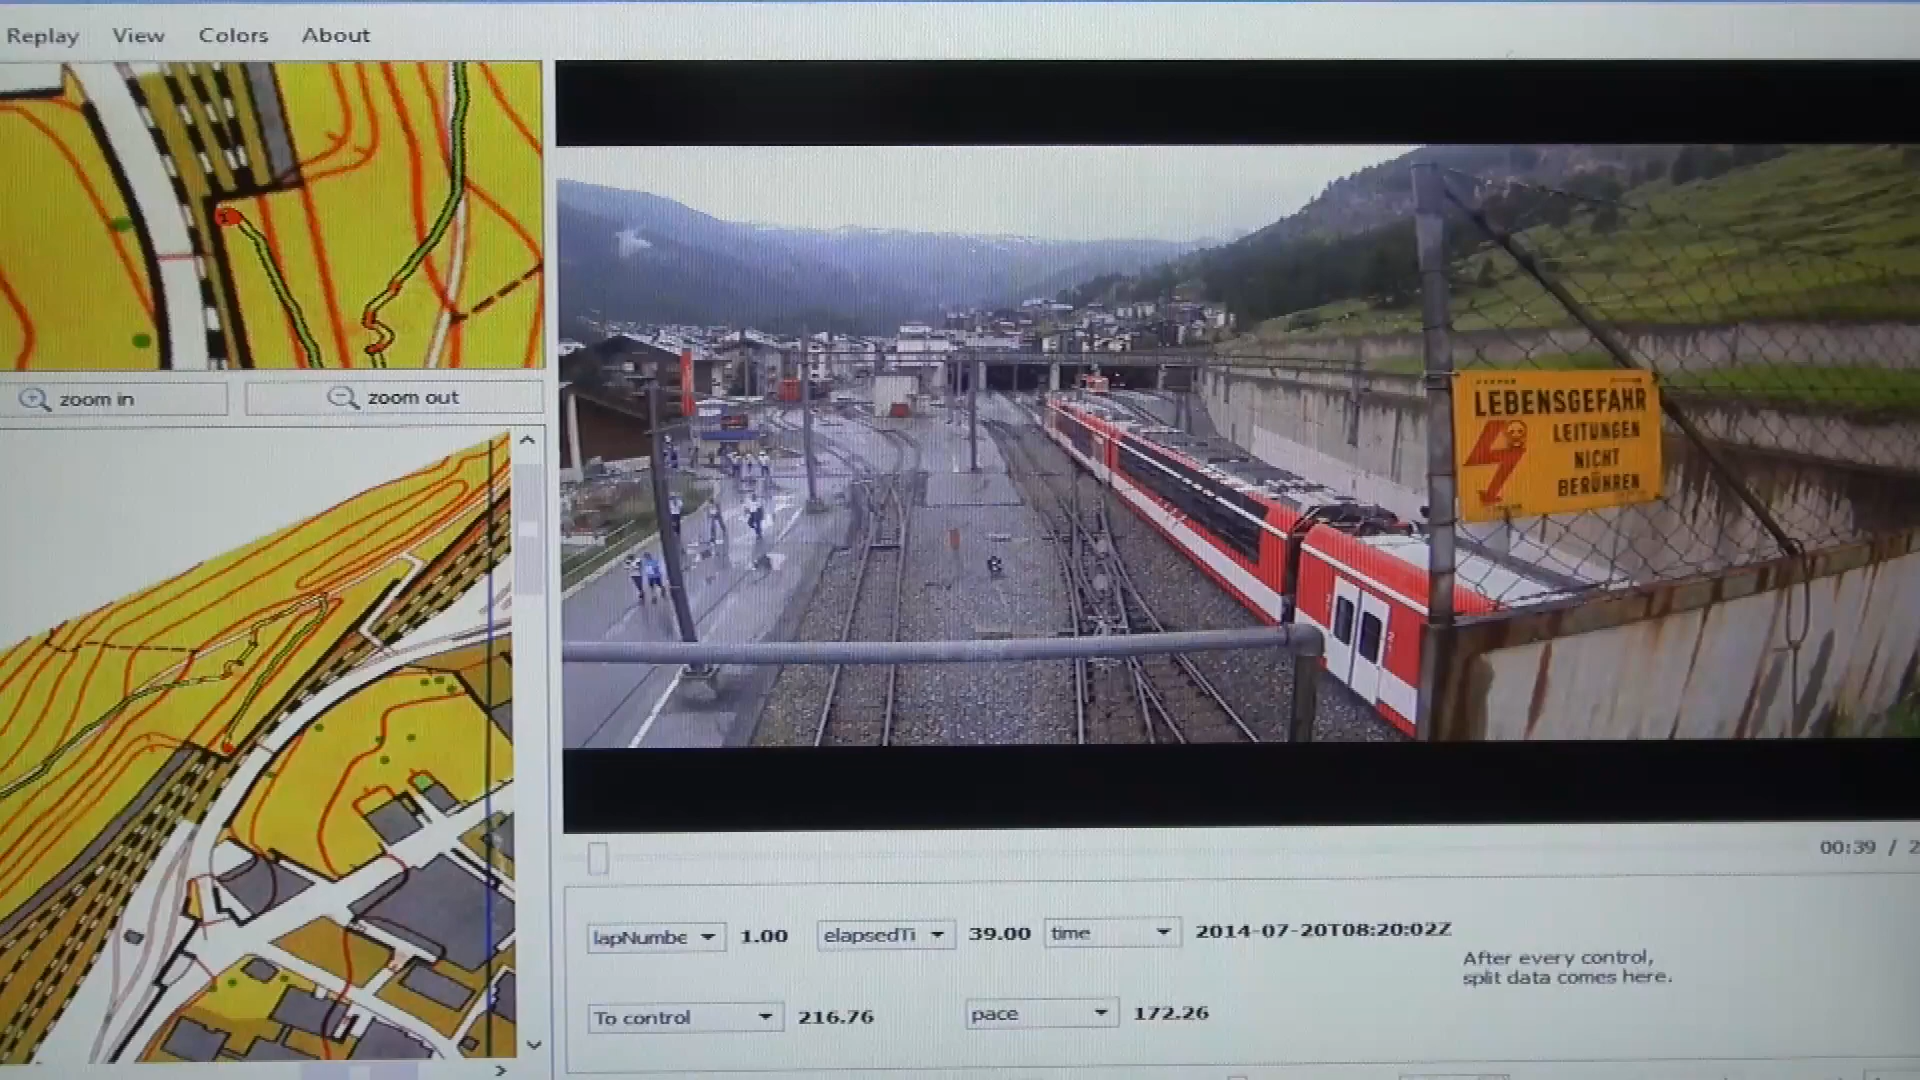 Replay View Colors About
zoom in zoom out
LEBENSGEFAHR
LEITUNGEN
NICHT
BERÜHREN
00:39 / 2
lapNumbe 1.00 elapsedTi 39.00 time 2014-07-20T08:20:02Z
After every control,
split data comes here.
To control 216.76 pace 172.26